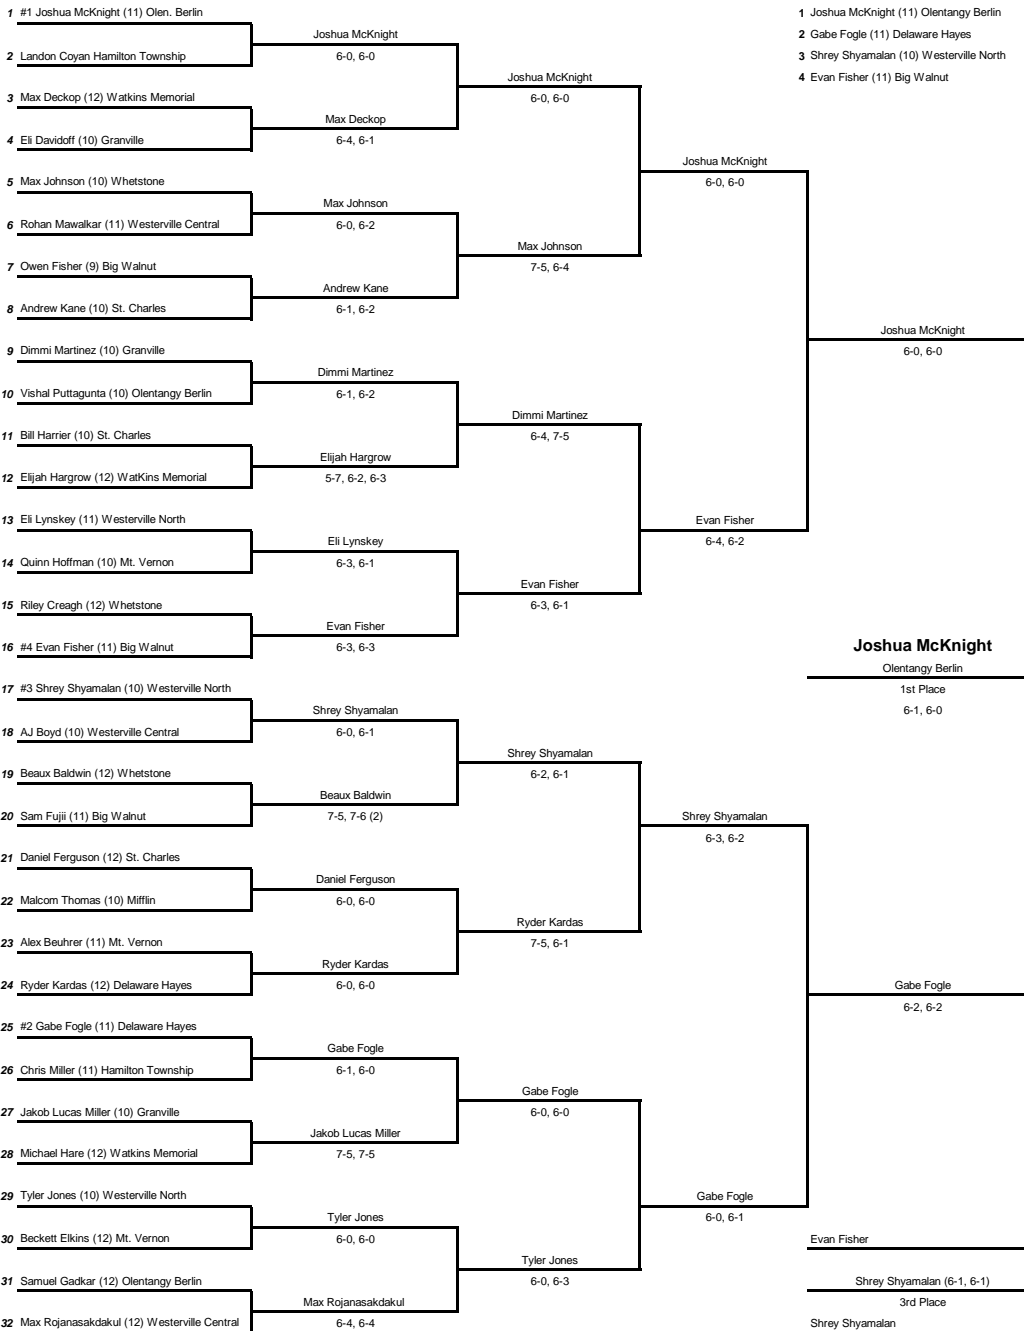 1 #1 Joshua McKnight (11) Olen. Berlin
2 Landon Coyan Hamilton Township
3 Max Deckop (12) Watkins Memorial
4 Eli Davidoff (10) Granville
5 Max Johnson (10) Whetstone
6 Rohan Mawalkar (11) Westerville Central
7 Owen Fisher (9) Big Walnut
8 Andrew Kane (10) St. Charles
9 Dimmi Martinez (10) Granville
10 Vishal Puttagunta (10) Olentangy Berlin
11 Bill Harrier (10) St. Charles
12 Elijah Hargrow (12) WatKins Memorial
13 Eli Lynskey (11) Westerville North
14 Quinn Hoffman (10) Mt. Vernon
15 Riley Creagh (12) Whetstone
16 #4 Evan Fisher (11) Big Walnut
17 #3 Shrey Shyamalan (10) Westerville North
18 AJ Boyd (10) Westerville Central
19 Beaux Baldwin (12) Whetstone
20 Sam Fujii (11) Big Walnut
21 Daniel Ferguson (12) St. Charles
22 Malcom Thomas (10) Mifflin
23 Alex Beuhrer (11) Mt. Vernon
24 Ryder Kardas (12) Delaware Hayes
25 #2 Gabe Fogle (11) Delaware Hayes
26 Chris Miller (11) Hamilton Township
27 Jakob Lucas Miller (10) Granville
28 Michael Hare (12) Watkins Memorial
29 Tyler Jones (10) Westerville North
30 Beckett Elkins (12) Mt. Vernon
31 Samuel Gadkar (12) Olentangy Berlin
32 Max Rojanasakdakul (12) Westerville Central
Joshua McKnight
6-0, 6-0
Max Deckop
6-4, 6-1
Max Johnson
6-0, 6-2
Andrew Kane
6-1, 6-2
Dimmi Martinez
6-1, 6-2
Elijah Hargrow
5-7, 6-2, 6-3
Eli Lynskey
6-3, 6-1
Evan Fisher
6-3, 6-3
Shrey Shyamalan
6-0, 6-1
Beaux Baldwin
7-5, 7-6 (2)
Daniel Ferguson
6-0, 6-0
Ryder Kardas
6-0, 6-0
Gabe Fogle
6-1, 6-0
Jakob Lucas Miller
7-5, 7-5
Tyler Jones
6-0, 6-0
Max Rojanasakdakul
6-4, 6-4
Joshua McKnight
6-0, 6-0
Max Johnson
7-5, 6-4
Dimmi Martinez
6-4, 7-5
Evan Fisher
6-3, 6-1
Shrey Shyamalan
6-2, 6-1
Ryder Kardas
7-5, 6-1
Gabe Fogle
6-0, 6-0
Tyler Jones
6-0, 6-3
Joshua McKnight
6-0, 6-0
Evan Fisher
6-4, 6-2
Shrey Shyamalan
6-3, 6-2
Gabe Fogle
6-0, 6-1
1 Joshua McKnight (11) Olentangy Berlin
2 Gabe Fogle (11) Delaware Hayes
3 Shrey Shyamalan (10) Westerville North
4 Evan Fisher (11) Big Walnut
Joshua McKnight
6-0, 6-0
Joshua McKnight
Olentangy Berlin
1st Place
6-1, 6-0
Gabe Fogle
6-2, 6-2
Evan Fisher
Shrey Shyamalan (6-1, 6-1)
3rd Place
Shrey Shyamalan